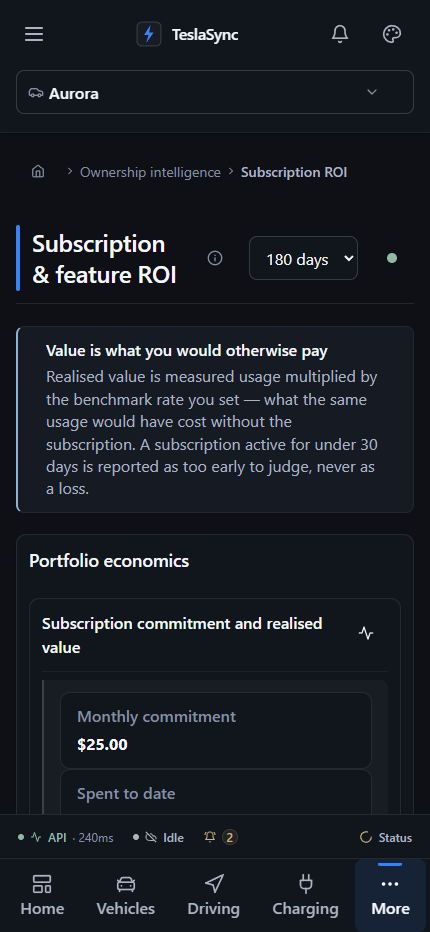 TeslaSync
Aurora
Ownership intelligence
Subscription ROI
Subscription
& feature ROI
180 days
Value is what you would otherwise pay
Realised value is measured usage multiplied by
the benchmark rate you set — what the same
usage would have cost without the
subscription. A subscription active for under 30
days is reported as too early to judge, never as
a loss.
Portfolio economics
Subscription commitment and realised
value
Monthly commitment
$25.00
Spent to date
API · 240ms
Idle
2
Status
Home
Vehicles
Driving
Charging
More